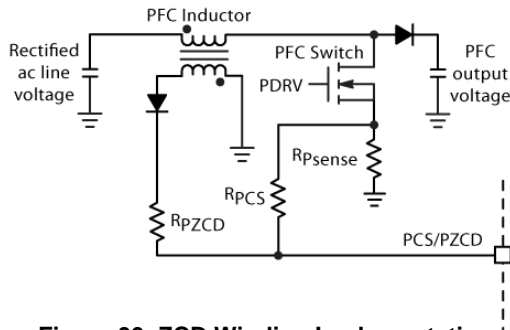 PFC Inductor
Rectified
ac line
voltage
PFC Switch
PDRV
PFC
output
voltage
RPsense
RPCS
RPZCD
PCS/PZCD